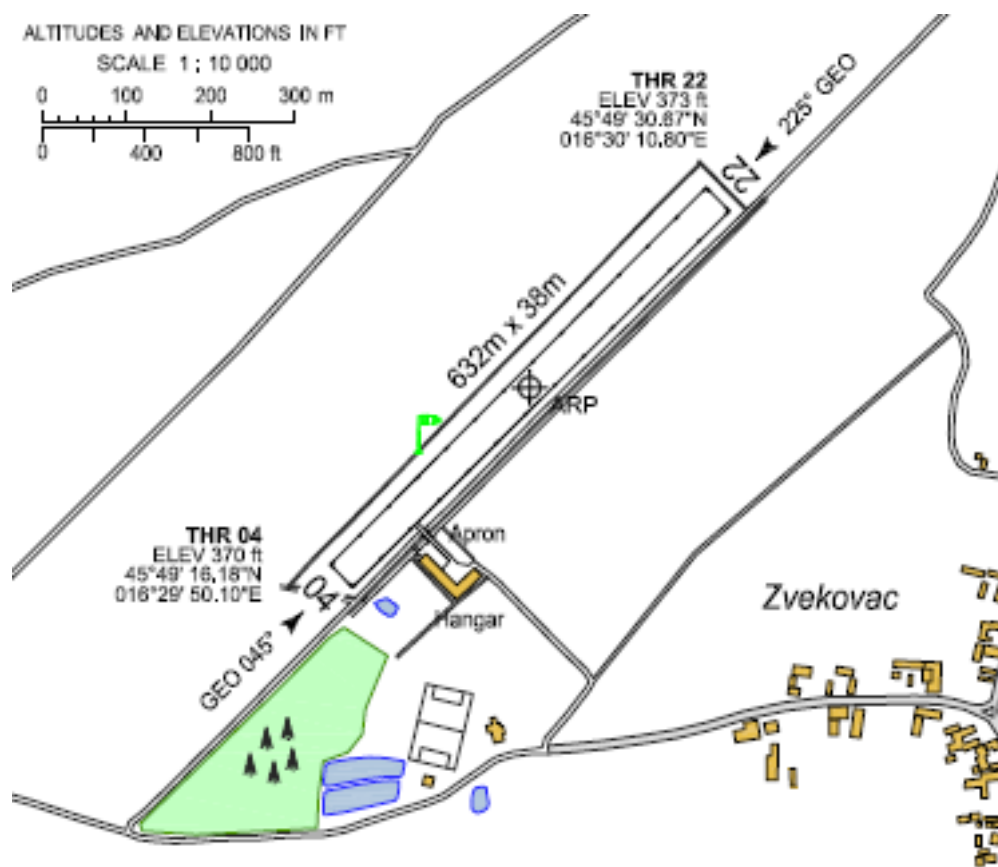 ALTITUDES AND ELEVATIONS IN FT
SCALE 1 : 10 000
0 100 200 300 m
0 400 800 ft
THR 22
ELEV 373 ft
45°49' 30.67"N
016°30' 10.80"E
225° GEO
22
632m x 38m
ARP
THR 04
ELEV 370 ft
45°49' 16.18"N
016°29' 50.10"E
04
GEO 045°
Apron
Hangar
Zvekovac